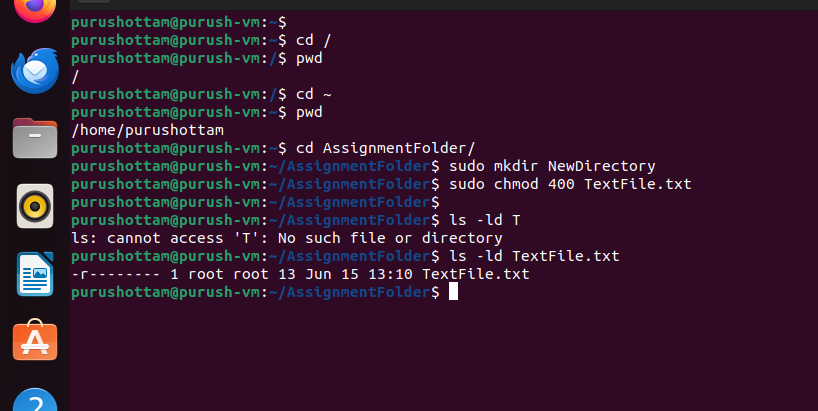 purushottam@purush-vm:~$
purushottam@purush-vm:~$ cd /
purushottam@purush-vm:/$ pwd
/
purushottam@purush-vm:/$ cd ~
purushottam@purush-vm:~$ pwd
/home/purushottam
purushottam@purush-vm:~$ cd AssignmentFolder/
purushottam@purush-vm:~/AssignmentFolder$ sudo mkdir NewDirectory
purushottam@purush-vm:~/AssignmentFolder$ sudo chmod 400 TextFile.txt
purushottam@purush-vm:~/AssignmentFolder$
purushottam@purush-vm:~/AssignmentFolder$ ls -ld T
ls: cannot access 'T': No such file or directory
purushottam@purush-vm:~/AssignmentFolder$ ls -ld TextFile.txt
-r-------- 1 root root 13 Jun 15 13:10 TextFile.txt
purushottam@purush-vm:~/AssignmentFolder$